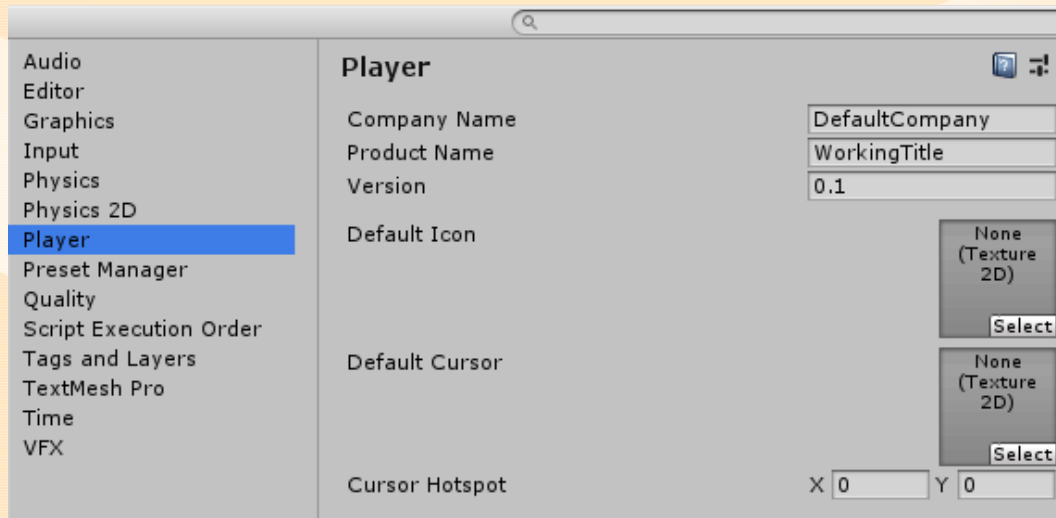 Audio
Editor
Graphics
Input
Physics
Physics 2D
Player
Preset Manager
Quality
Script Execution Order
Tags and Layers
TextMesh Pro
Time
VFX
Player
Company Name DefaultCompany
Product Name WorkingTitle
Version 0.1
Default Icon
None
(Texture
2D)
Select
Default Cursor
None
(Texture
2D)
Select
Cursor Hotspot X 0 Y 0